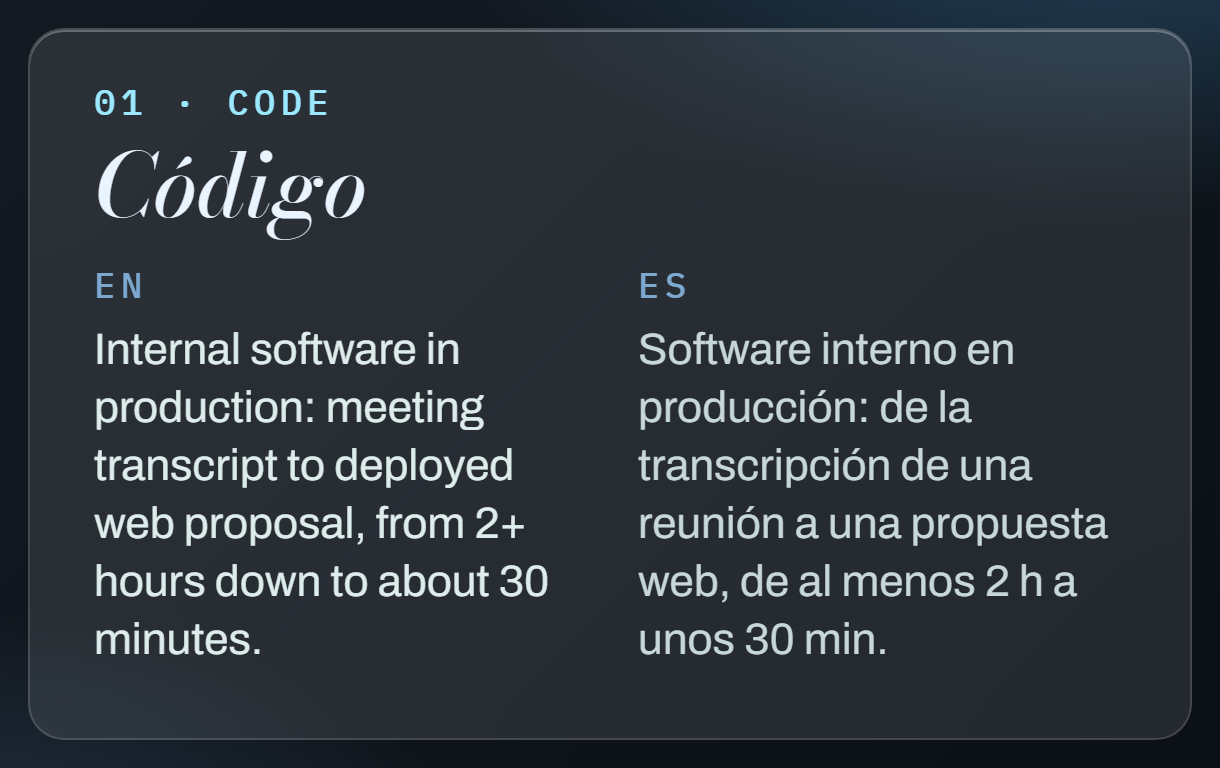 01 · CODE
Código
EN
Internal software in
production: meeting
transcript to deployed
web proposal, from 2+
hours down to about 30
minutes.
ES
Software interno en
producción: de la
transcripción de una
reunión a una propuesta
web, de al menos 2 h a
unos 30 min.